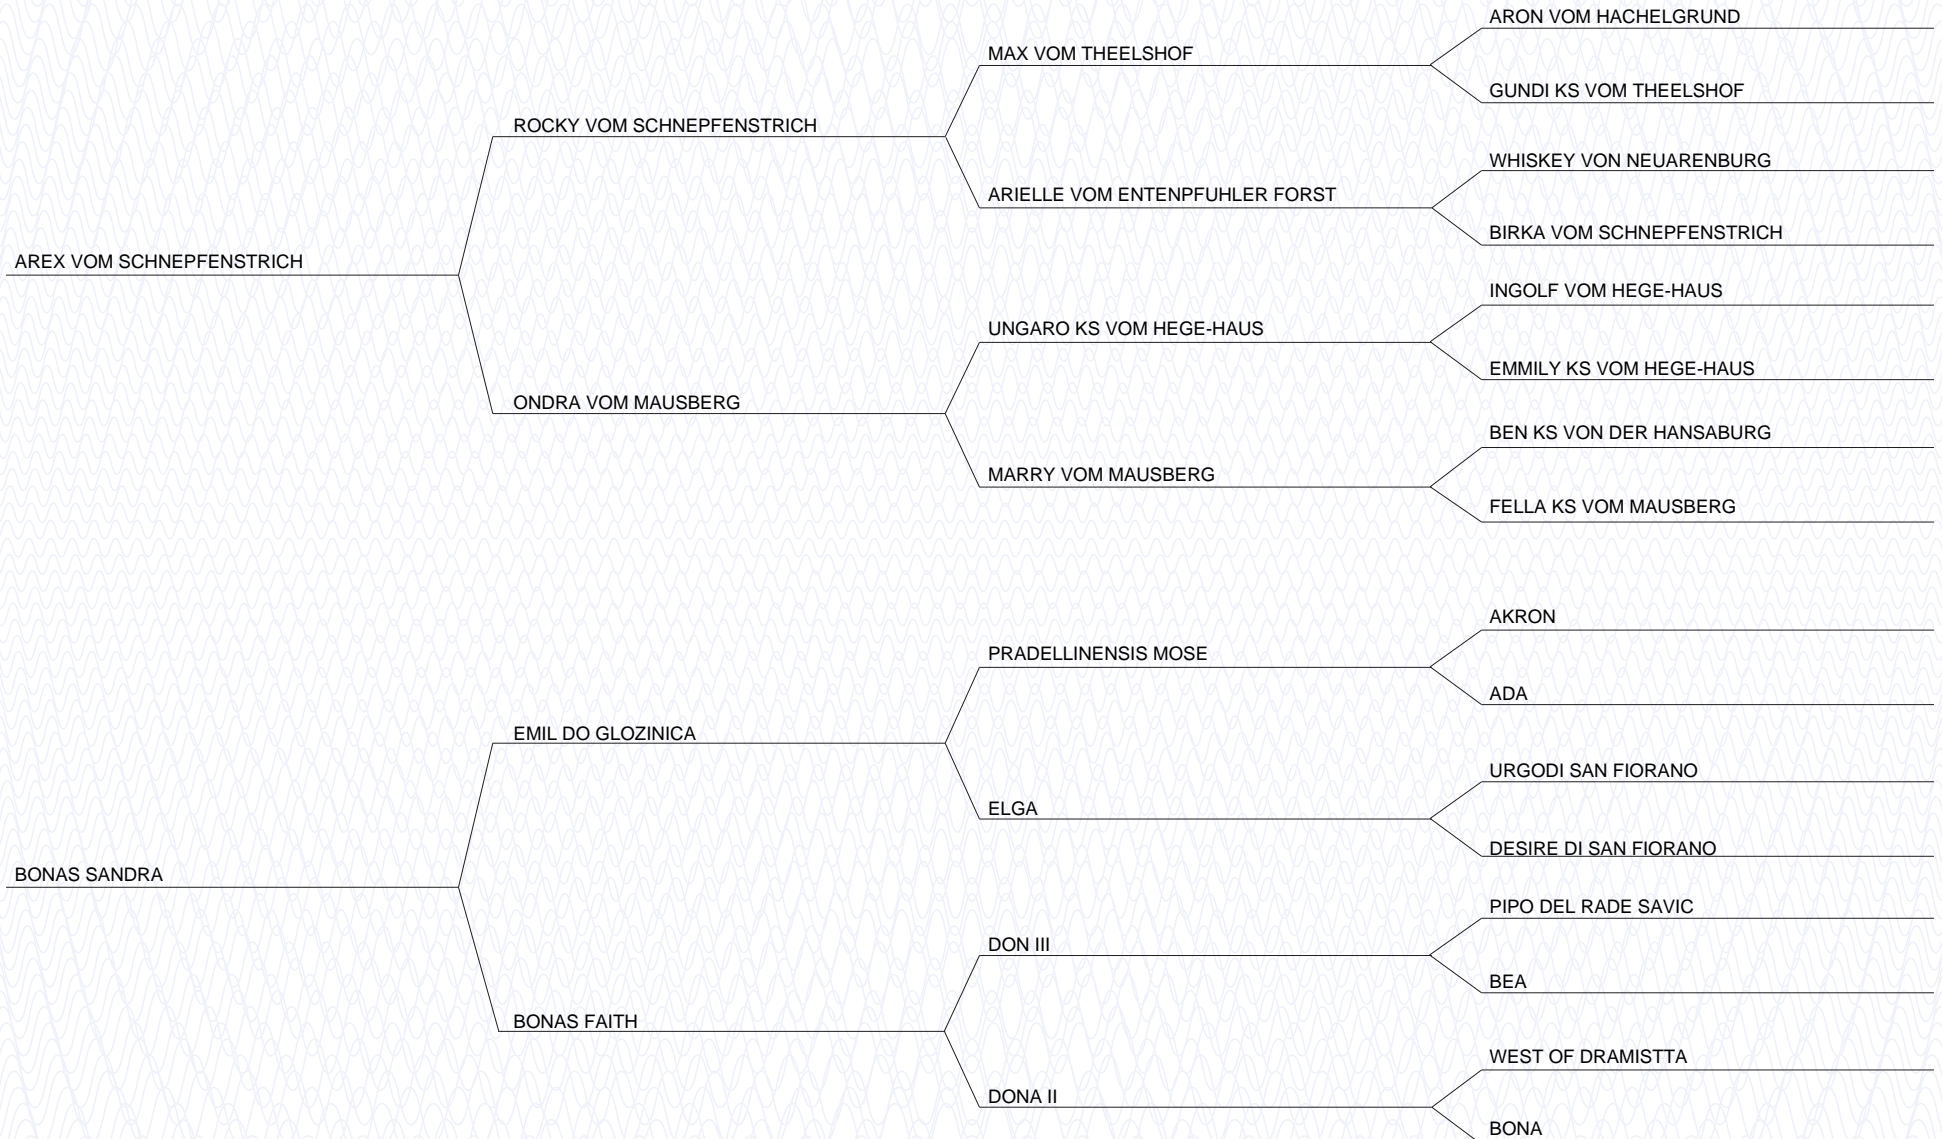 ARON VOM HACHELGRUND
MAX VOM THEELSHOF
GUNDI KS VOM THEELSHOF
ROCKY VOM SCHNEPFENSTRICH
WHISKEY VON NEUARENBURG
ARIELLE VOM ENTENPFUHLER FORST
BIRKA VOM SCHNEPFENSTRICH
AREX VOM SCHNEPFENSTRICH
INGOLF VOM HEGE-HAUS
UNGARO KS VOM HEGE-HAUS
EMMILY KS VOM HEGE-HAUS
ONDRA VOM MAUSBERG
BEN KS VON DER HANSABURG
MARRY VOM MAUSBERG
FELLA KS VOM MAUSBERG
AKRON
PRADELLINENSIS MOSE
ADA
EMIL DO GLOZINICA
URGODI SAN FIORANO
ELGA
DESIRE DI SAN FIORANO
BONAS SANDRA
PIPO DEL RADE SAVIC
DON III
BEA
BONAS FAITH
WEST OF DRAMISTTA
DONA II
BONA